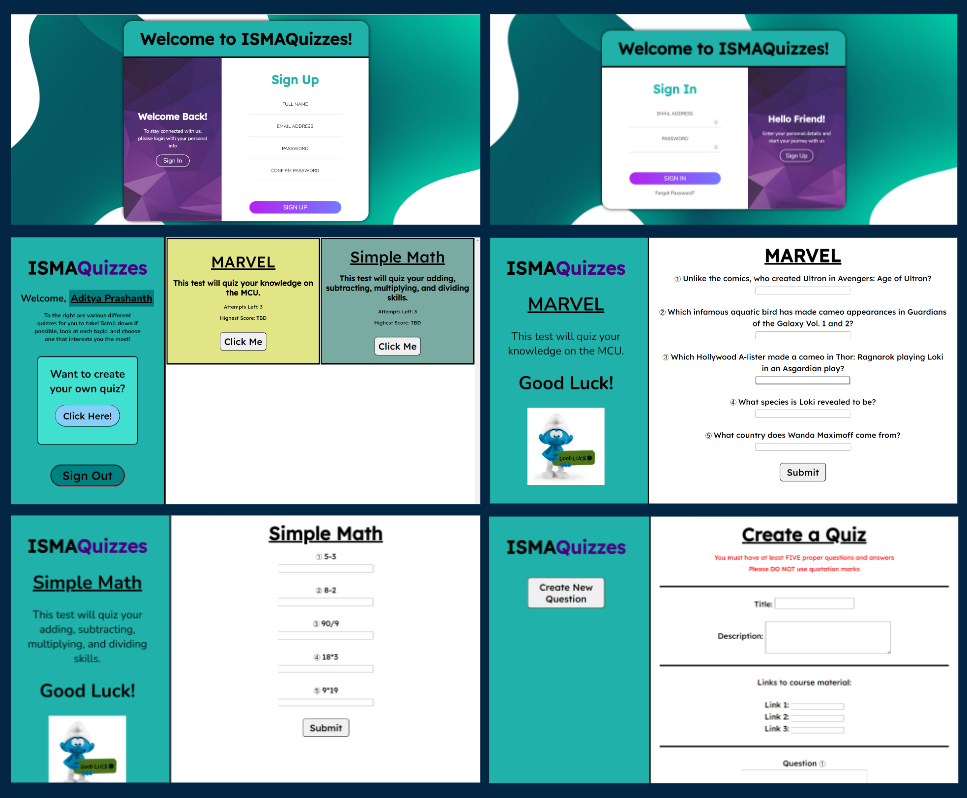 Welcome to ISMAQuizzes!
Welcome Back!
To stay connected with us,
please login with your personal
info
Sign In
Sign Up
FULL NAME
EMAIL ADDRESS
PASSWORD
CONFIRM PASSWORD
SIGN UP
Welcome to ISMAQuizzes!
Sign In
EMAIL ADDRESS
PASSWORD
SIGN IN
Forgot Password?
Hello Friend!
Enter your personal details and
start your journey with us
Sign Up
ISMAQuizzes
Welcome, Aditya Prashanth
To the right are various different
quizzes for you to take! Scroll down if
possible, look at each topic, and choose
one that interests you the most!
Want to create
your own quiz?
Click Here!
Sign Out
MARVEL
This test will quiz your knowledge on
the MCU.
Attempts Left: 3
Highest Score: TBD
Click Me
Simple Math
This test will quiz your adding,
subtracting, multiplying, and dividing
skills.
Attempts Left: 3
Highest Score: TBD
Click Me
ISMAQuizzes
MARVEL
This test will quiz your
knowledge on the MCU.
Good Luck!
GOOD LUCK
MARVEL
① Unlike the comics, who created Ultron in Avengers: Age of Ultron?
② Which infamous aquatic bird has made cameo appearances in Guardians
of the Galaxy Vol. 1 and 2?
③ Which Hollywood A-lister made a cameo in Thor: Ragnarok playing Loki
in an Asgardian play?
④ What species is Loki revealed to be?
⑤ What country does Wanda Maximoff come from?
Submit
ISMAQuizzes
Simple Math
This test will quiz your
adding, subtracting,
multiplying, and dividing
skills.
Good Luck!
GOOD LUCK
Simple Math
① 5-3
② 8-2
③ 90/9
④ 18*3
⑤ 9*19
Submit
ISMAQuizzes
Create New
Question
Create a Quiz
You must have at least FIVE proper questions and answers
Please DO NOT use quotation marks
Title:
Description:
Links to course material:
Link 1:
Link 2:
Link 3:
Question ①